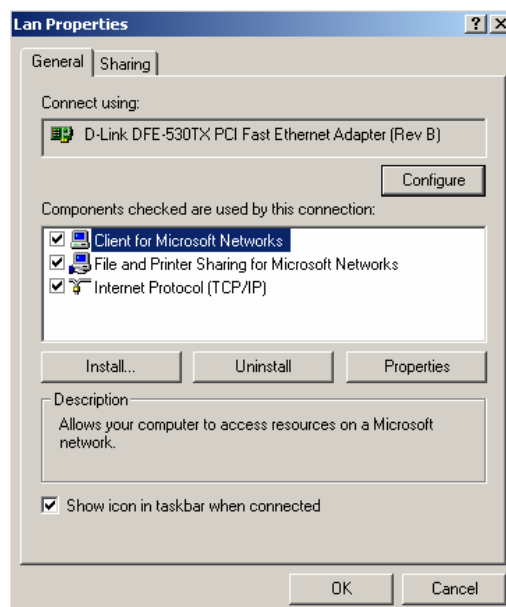 Lan Properties
General
Sharing
Connect using:
D-Link DFE-530TX PCI Fast Ethernet Adapter (Rev B)
Configure
Components checked are used by this connection:
Client for Microsoft Networks
File and Printer Sharing for Microsoft Networks
Internet Protocol (TCP/IP)
Install...
Uninstall
Properties
Description
Allows your computer to access resources on a Microsoft
network.
Show icon in taskbar when connected
OK
Cancel